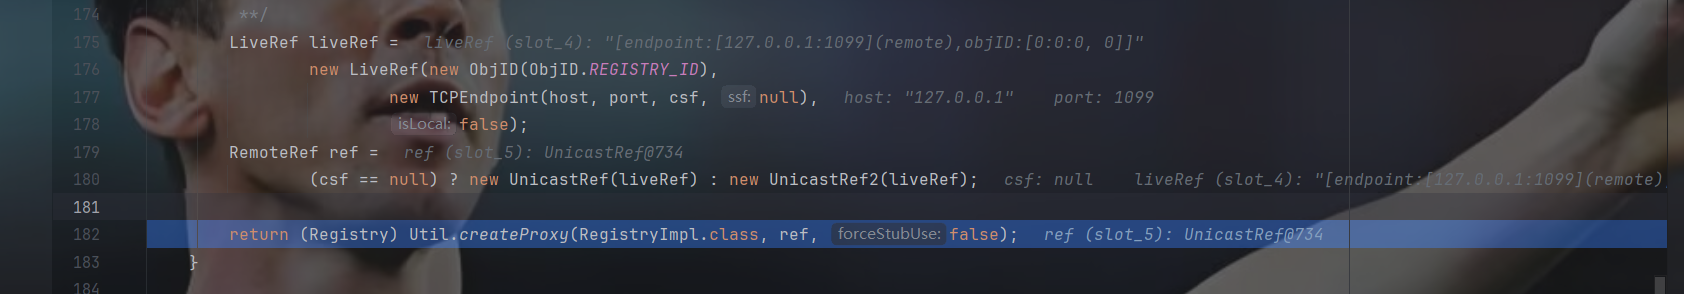 174 **/
175 LiveRef liveRef = liveRef (slot_4): "[endpoint:[127.0.0.1:1099](remote),objID:[0:0:0, 0]]"
176 new LiveRef(new ObjID(ObjID.REGISTRY_ID),
177 new TCPEndpoint(host, port, csf, ssf: null), host: "127.0.0.1" port: 1099
178 isLocal: false);
179 RemoteRef ref = ref (slot_5): UnicastRef@734
180 (csf == null) ? new UnicastRef(liveRef) : new UnicastRef2(liveRef); csf: null liveRef (slot_4): "[endpoint:[127.0.0.1:1099](remote)
181
182 return (Registry) Util.createProxy(RegistryImpl.class, ref, forceStubUse: false); ref (slot_5): UnicastRef@734
183 }
184